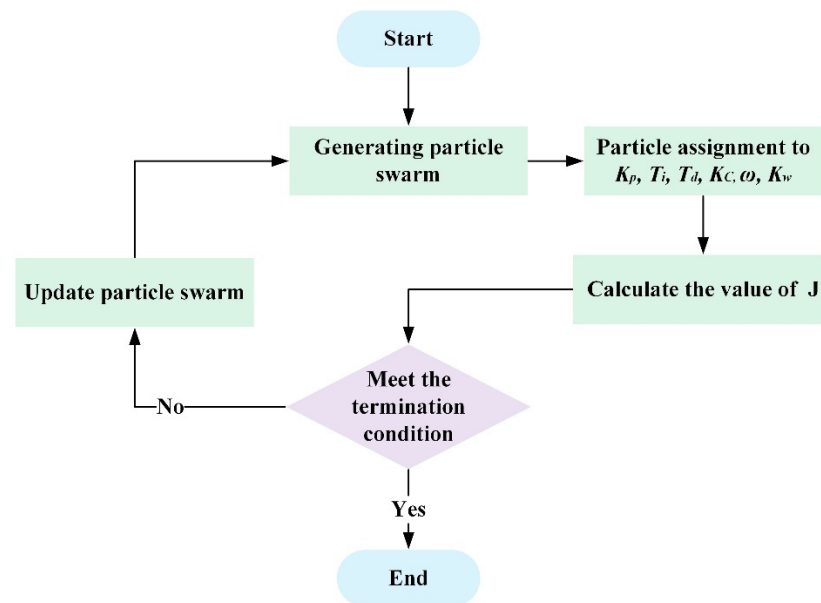 Start
Generating particle
swarm
Particle assignment to
Kp, Ti, Td, KC, ω, Kw
Calculate the value of J
Update particle swarm
Meet the
termination
condition
No
Yes
End